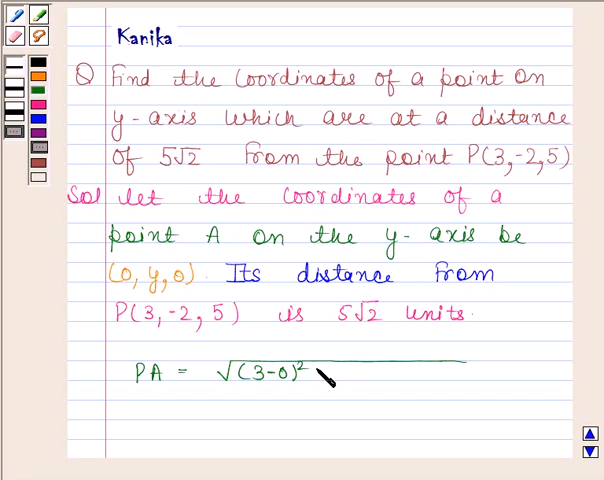 Kanika
Q Find the Coordinates of a point on
y-axis which are at a distance
of 5√2 from the point P(3,-2,5)
Sol let the coordinates of a
point A on the y-axis be
(0, y, 0). Its distance from
P(3,-2, 5) is 5√2 units.
PA = √(3-0)²